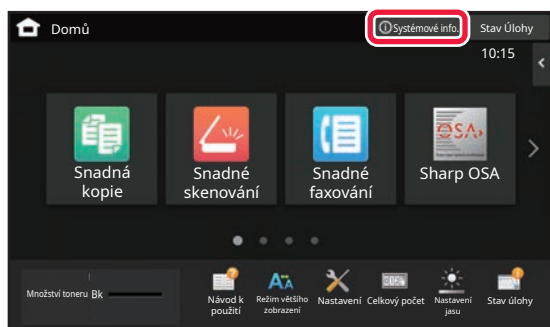 Domů
Systémové info.
Stav Úlohy
10:15
Snadná
kopie
Snadné
skenování
Snadné
faxování
OSA
Sharp OSA
Množství toneru Bk
Návod k
použití
Režim většího
zobrazení
Nastavení
Celkový počet
Nastavení
jasu
Stav úlohy